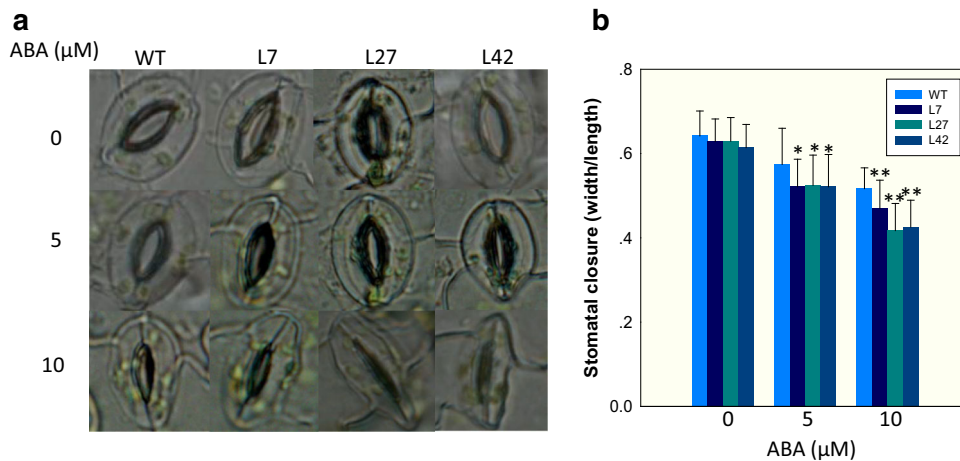 a
ABA (μM)
WT L7 L27 L42
0
5
10
b
Stomatal closure (width/length)
.8
.6
.4
.2
0.0
WT
L7
L27
L42
* * *
** ** **
0 5 10
ABA (μM)